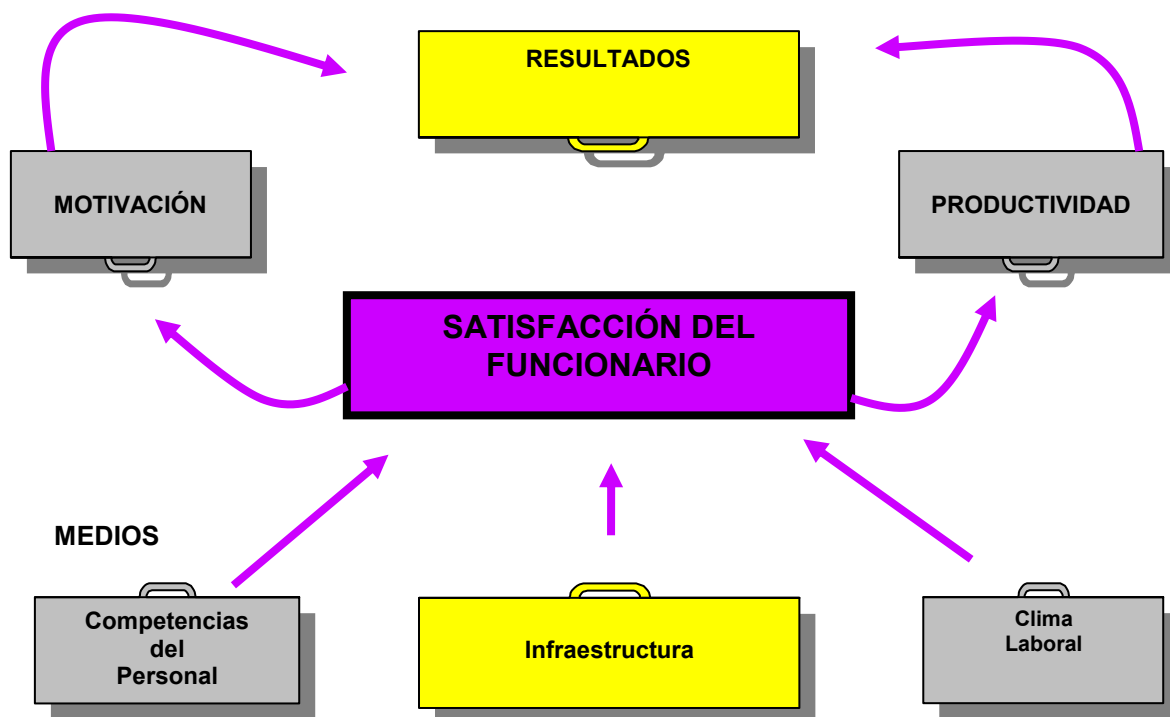 RESULTADOS
MOTIVACIÓN
PRODUCTIVIDAD
SATISFACCIÓN DEL
FUNCIONARIO
MEDIOS
Competencias
del
Personal
Infraestructura
Clima
Laboral